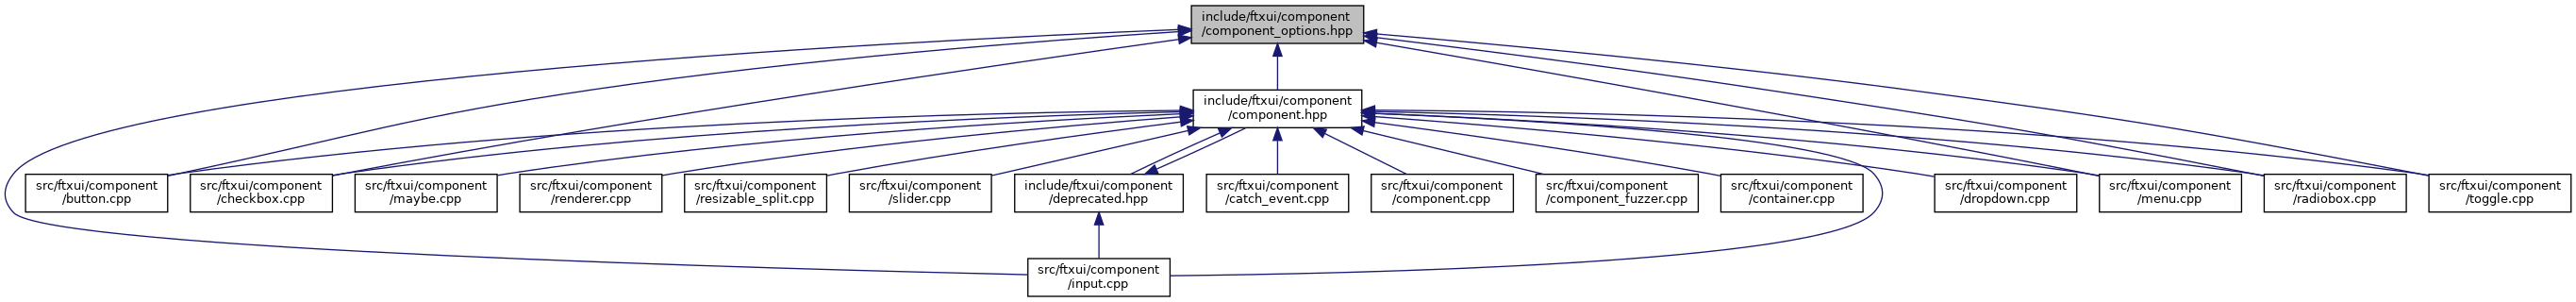 include/ftxui/component
/component_options.hpp
include/ftxui/component
/component.hpp
src/ftxui/component
/button.cpp
src/ftxui/component
/checkbox.cpp
src/ftxui/component
/maybe.cpp
src/ftxui/component
/renderer.cpp
src/ftxui/component
/resizable_split.cpp
src/ftxui/component
/slider.cpp
include/ftxui/component
/deprecated.hpp
src/ftxui/component
/catch_event.cpp
src/ftxui/component
/component.cpp
src/ftxui/component
/component_fuzzer.cpp
src/ftxui/component
/container.cpp
src/ftxui/component
/dropdown.cpp
src/ftxui/component
/menu.cpp
src/ftxui/component
/radiobox.cpp
src/ftxui/component
/toggle.cpp
src/ftxui/component
/input.cpp